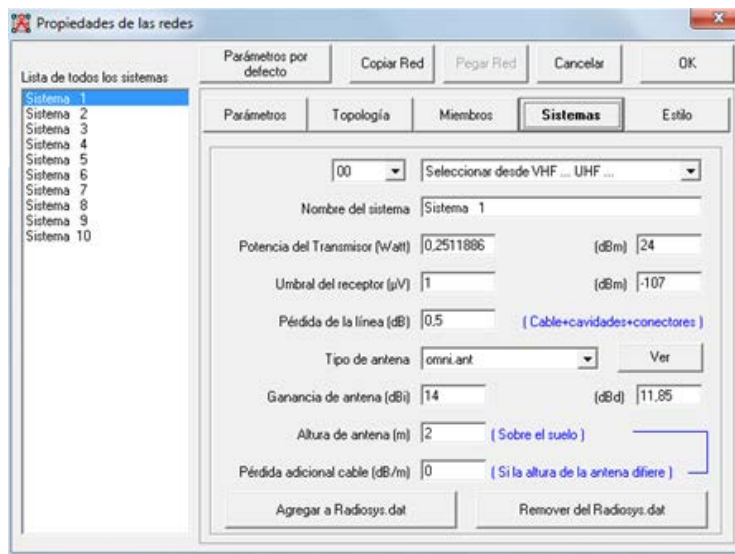 Propiedades de las redes
Parámetros por defecto
Copiar Red
Pegar Red
Cancelar
OK
Lista de todos los sistemas
Sistema 1
Sistema 2
Sistema 3
Sistema 4
Sistema 5
Sistema 6
Sistema 7
Sistema 8
Sistema 9
Sistema 10
Parámetros
Topología
Miembros
Sistemas
Estilo
00
Seleccionar desde VHF ... UHF ...
Nombre del sistema Sistema 1
Potencia del Transmisor (Watt) 0,2511886 (dBm) 24
Umbral del receptor (µV) 1 (dBm) -107
Pérdida de la línea (dB) 0,5 ( Cable+cavidades+conectores )
Tipo de antena omni.ant Ver
Ganancia de antena (dBi) 14 (dBd) 11,85
Altura de antena (m) 2 ( Sobre el suelo )
Pérdida adicional cable (dB/m) 0 ( Si la altura de la antena difiere )
Agregar a Radiosys.dat
Remover del Radiosys.dat